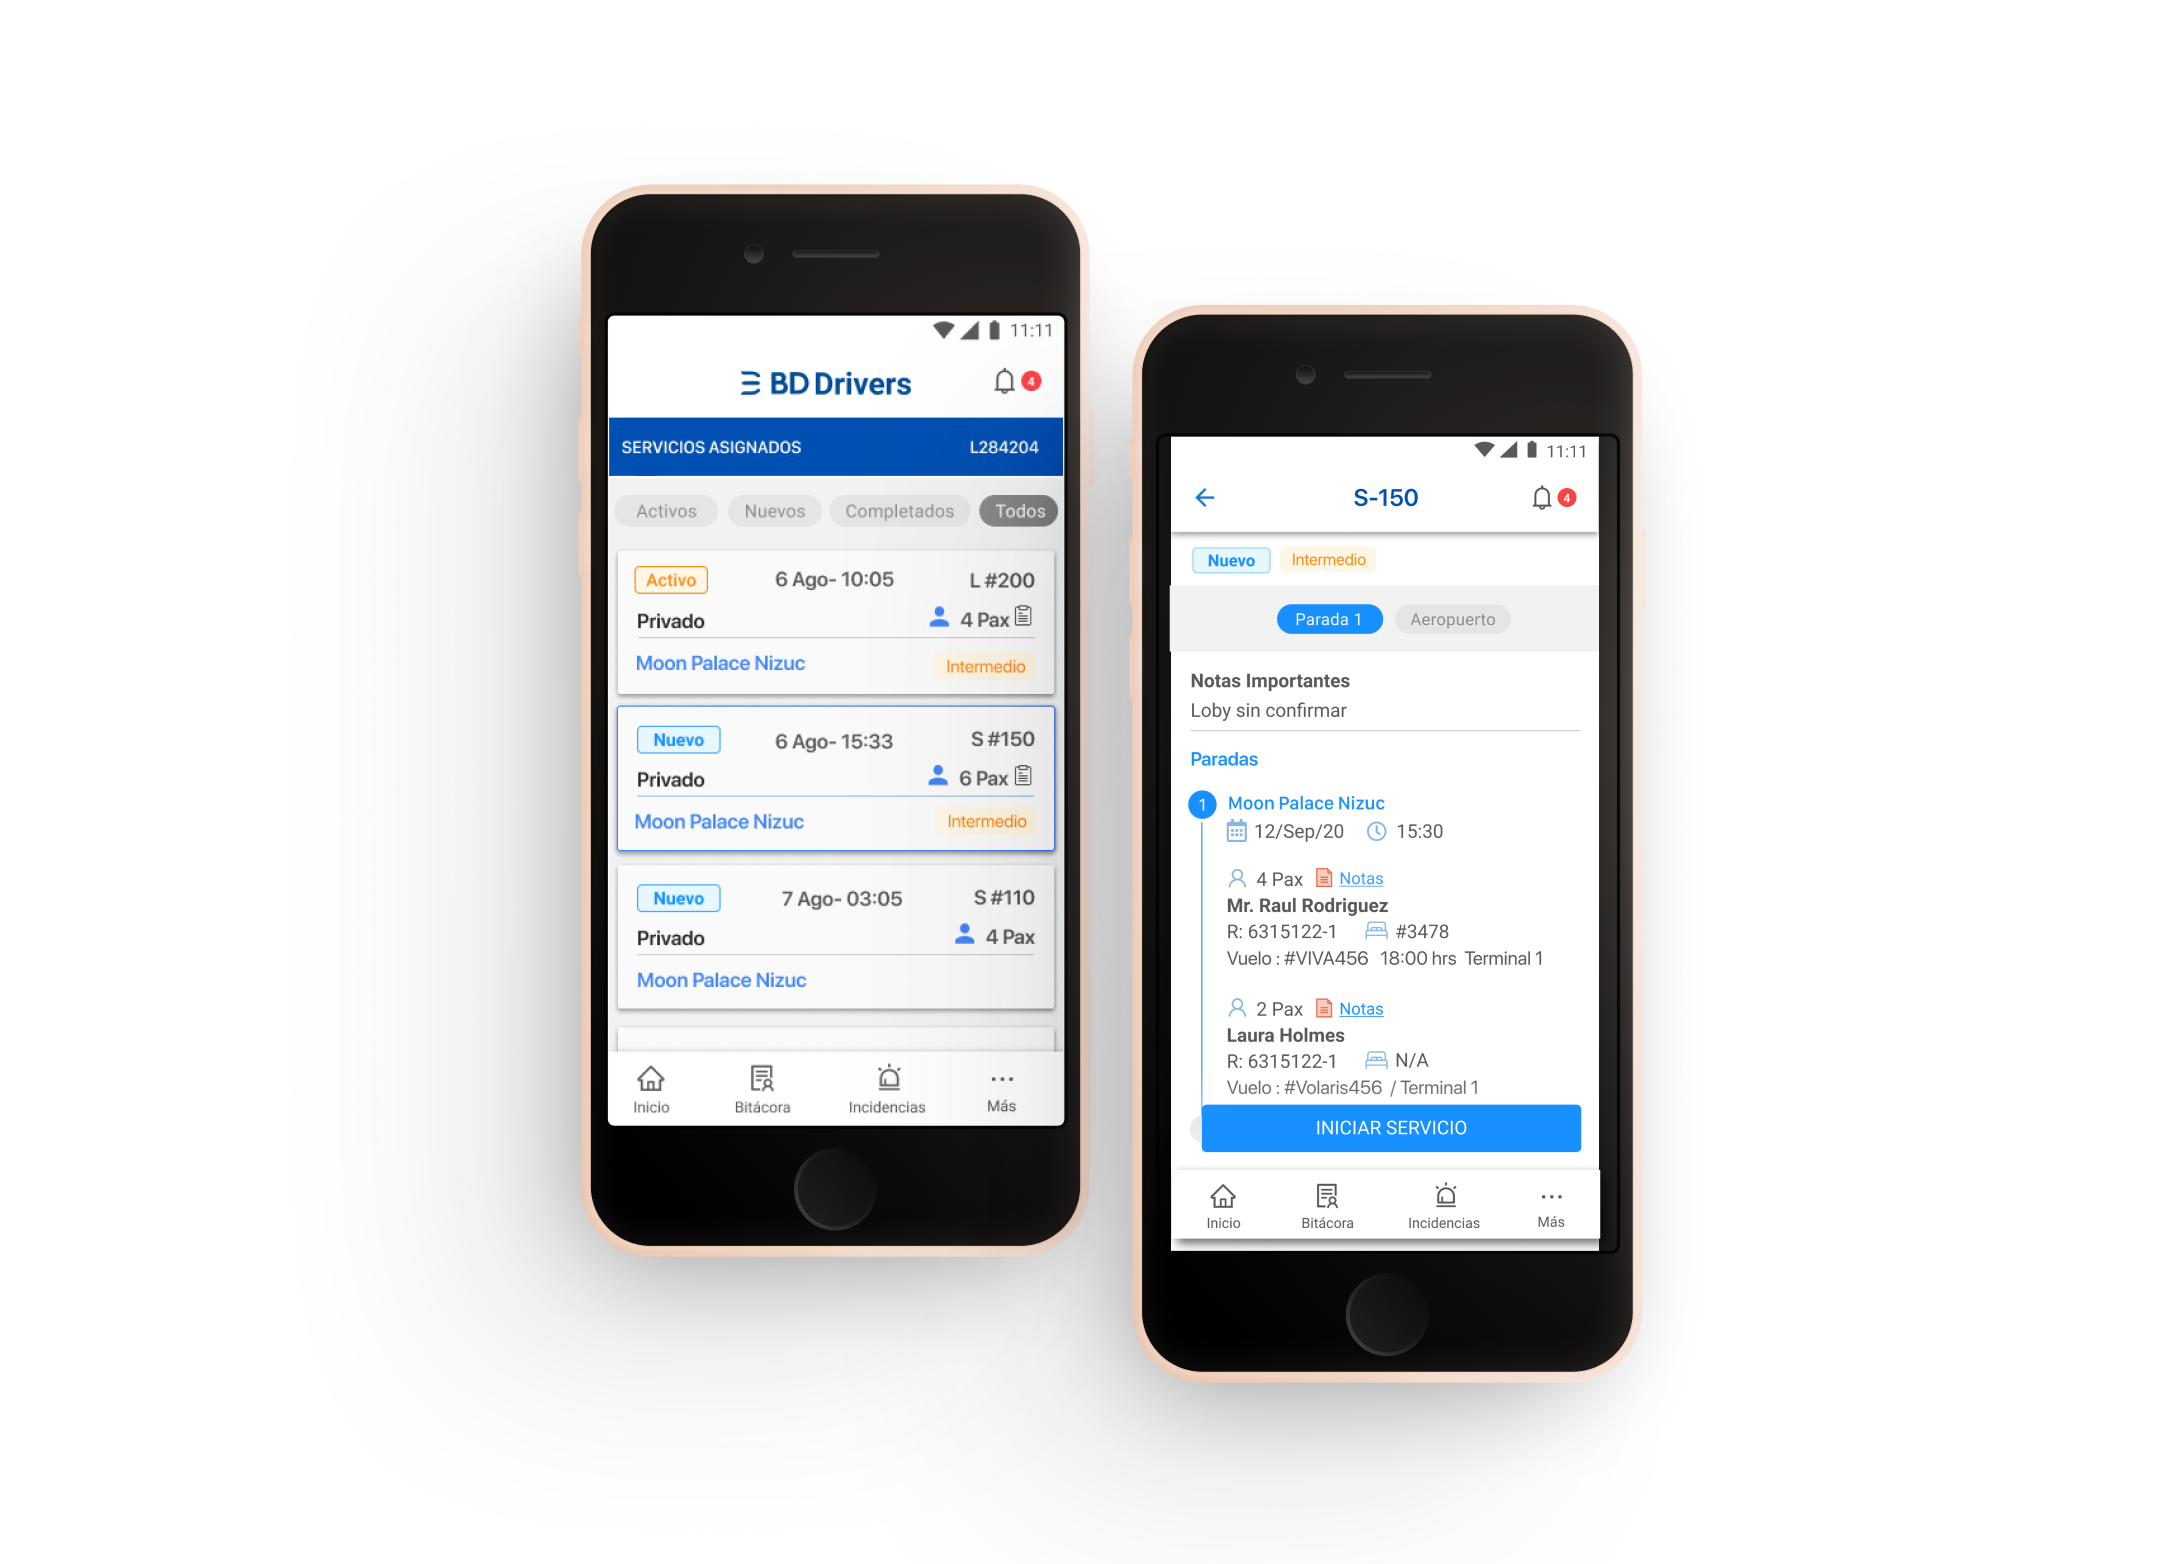 11:11
BD Drivers
4
SERVICIOS ASIGNADOS L284204
Activos Nuevos Completados Todos
Activo 6 Ago- 10:05 L #200
Privado 4 Pax
Moon Palace Nizuc Intermedio
Nuevo 6 Ago- 15:33 S #150
Privado 6 Pax
Moon Palace Nizuc Intermedio
Nuevo 7 Ago- 03:05 S #110
Privado 4 Pax
Moon Palace Nizuc
Inicio Bitácora Incidencias Más
11:11
S-150 4
Nuevo Intermedio
Parada 1 Aeropuerto
Notas Importantes
Loby sin confirmar
Paradas
1 Moon Palace Nizuc
12/Sep/20 15:30
4 Pax Notas
Mr. Raul Rodriguez
R: 6315122-1 #3478
Vuelo : #VIVA456 18:00 hrs Terminal 1
2 Pax Notas
Laura Holmes
R: 6315122-1 N/A
Vuelo : #Volaris456 / Terminal 1
INICIAR SERVICIO
Inicio Bitácora Incidencias Más